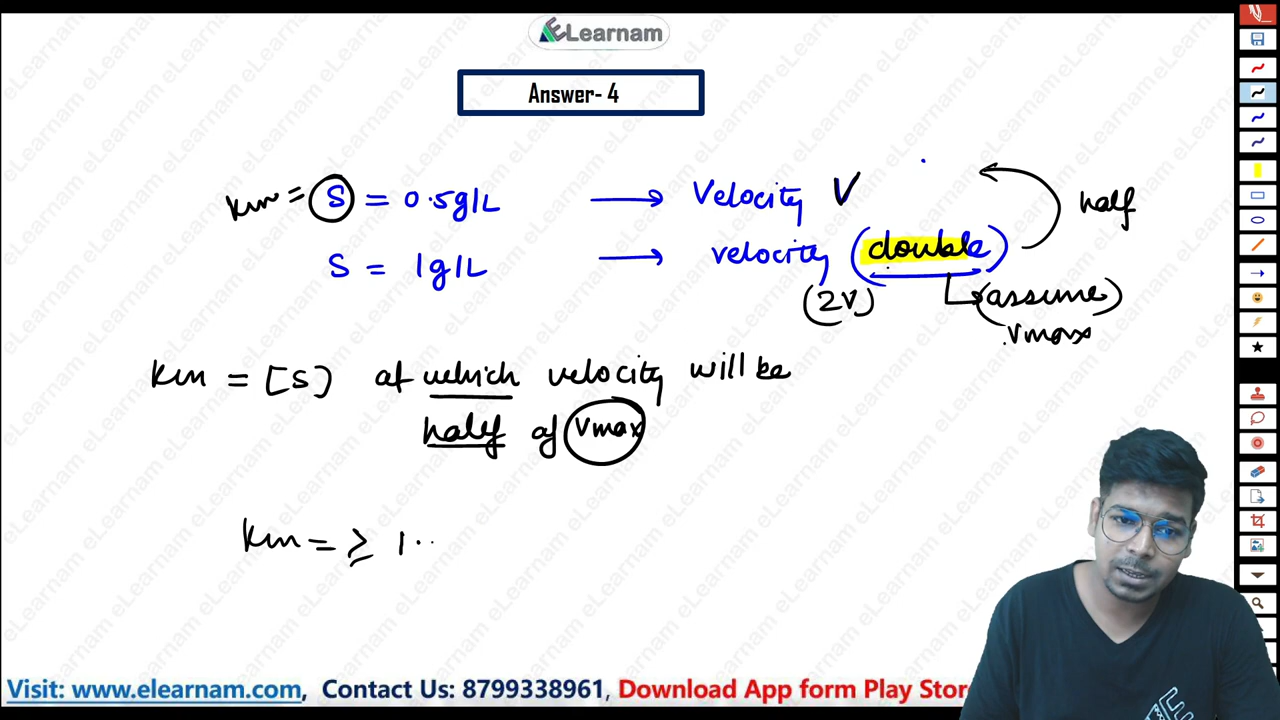 ELearnam
Answer- 4
Km = S = 0.5g/L → Velocity V
half
S = 1g/L → velocity (double)
(2V) (assume)
Vmax
Km = [S] at which velocity will be
half of Vmax
Km = ≥ 1..
Visit: www.elearnam.com, Contact Us: 8799338961, Download App form Play Stor